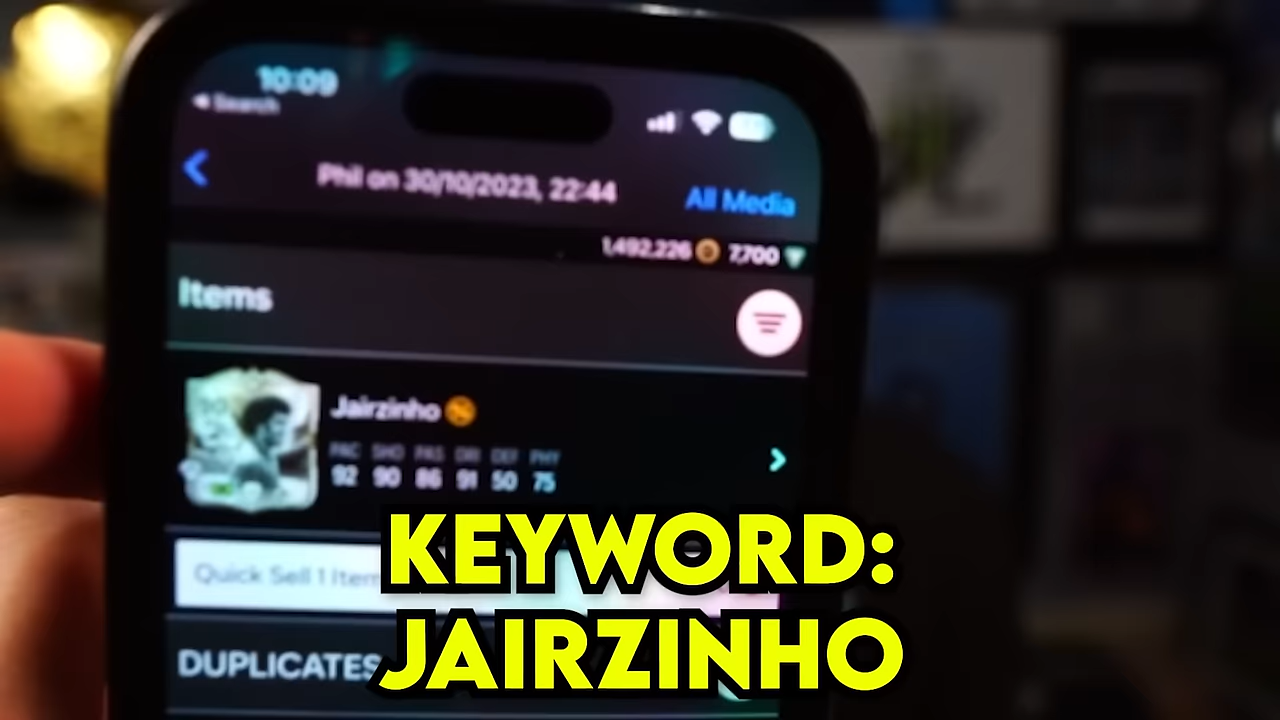 10:09
Search
Phil on 30/10/2023, 22:44
All Media
1,492,226 7,700
Items
Jairzinho
PAC SHO PAS DRI DEF PHY
92 90 86 91 50 75
Quick Sell 1 Item
DUPLICATES
KEYWORD:
JAIRZINHO